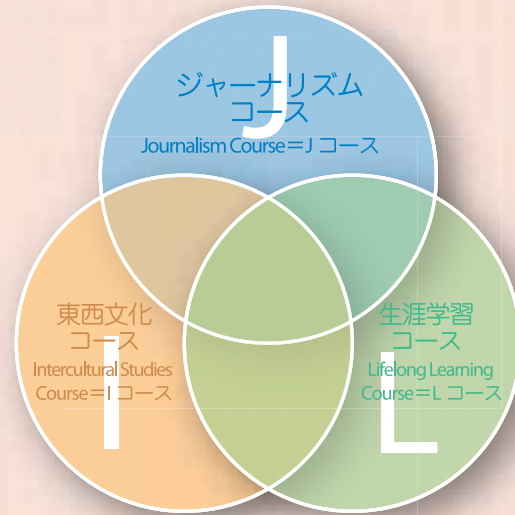 J
ジャーナリズム
コース
Journalism Course=J コース
東西文化
コース
Intercultural Studies
Course=I コース
I
生涯学習
コース
Lifelong Learning
Course=L コース
L